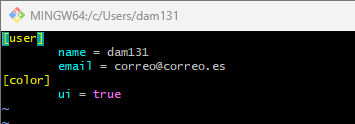 MINGW64:/c/Users/dam131
[user]
name = dam131
email = correo@correo.es
[color]
ui = true
~
~